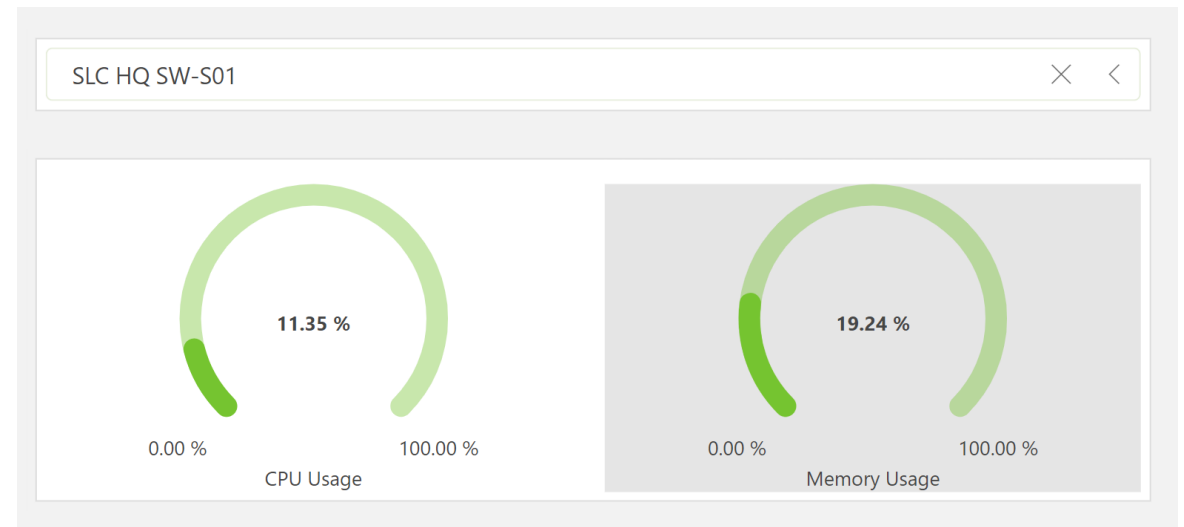 SLC HQ SW-S01
11.35 %
0.00 %
100.00 %
CPU Usage
19.24 %
0.00 %
100.00 %
Memory Usage